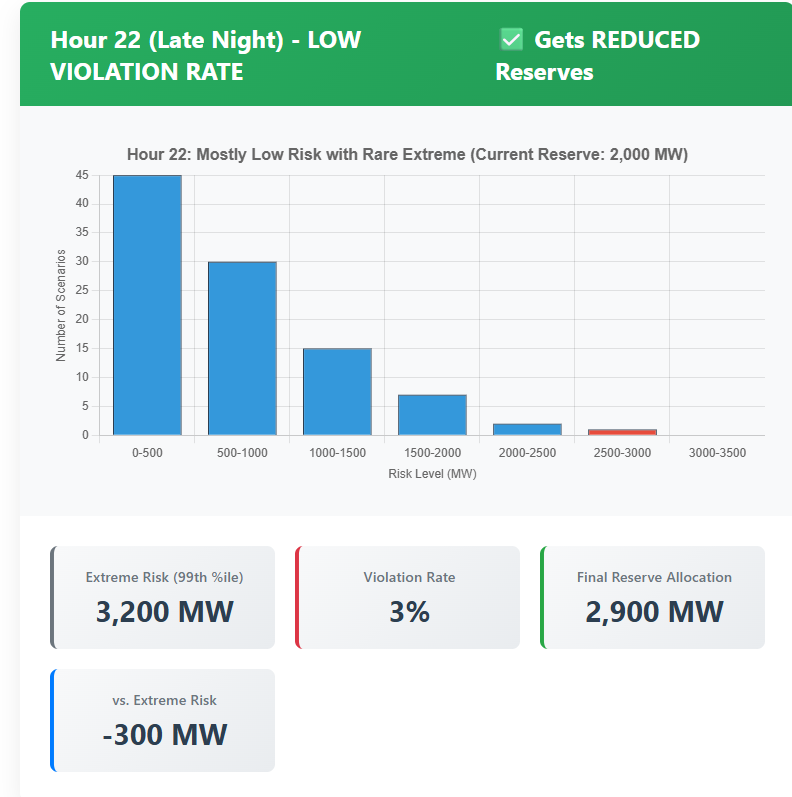 Hour 22 (Late Night) - LOW
VIOLATION RATE
✅ Gets REDUCED
Reserves
Hour 22: Mostly Low Risk with Rare Extreme (Current Reserve: 2,000 MW)
Number of Scenarios
45
40
35
30
25
20
15
10
5
0
0-500
500-1000
1000-1500
1500-2000
2000-2500
2500-3000
3000-3500
Risk Level (MW)
Extreme Risk (99th %ile)
3,200 MW
Violation Rate
3%
Final Reserve Allocation
2,900 MW
vs. Extreme Risk
-300 MW